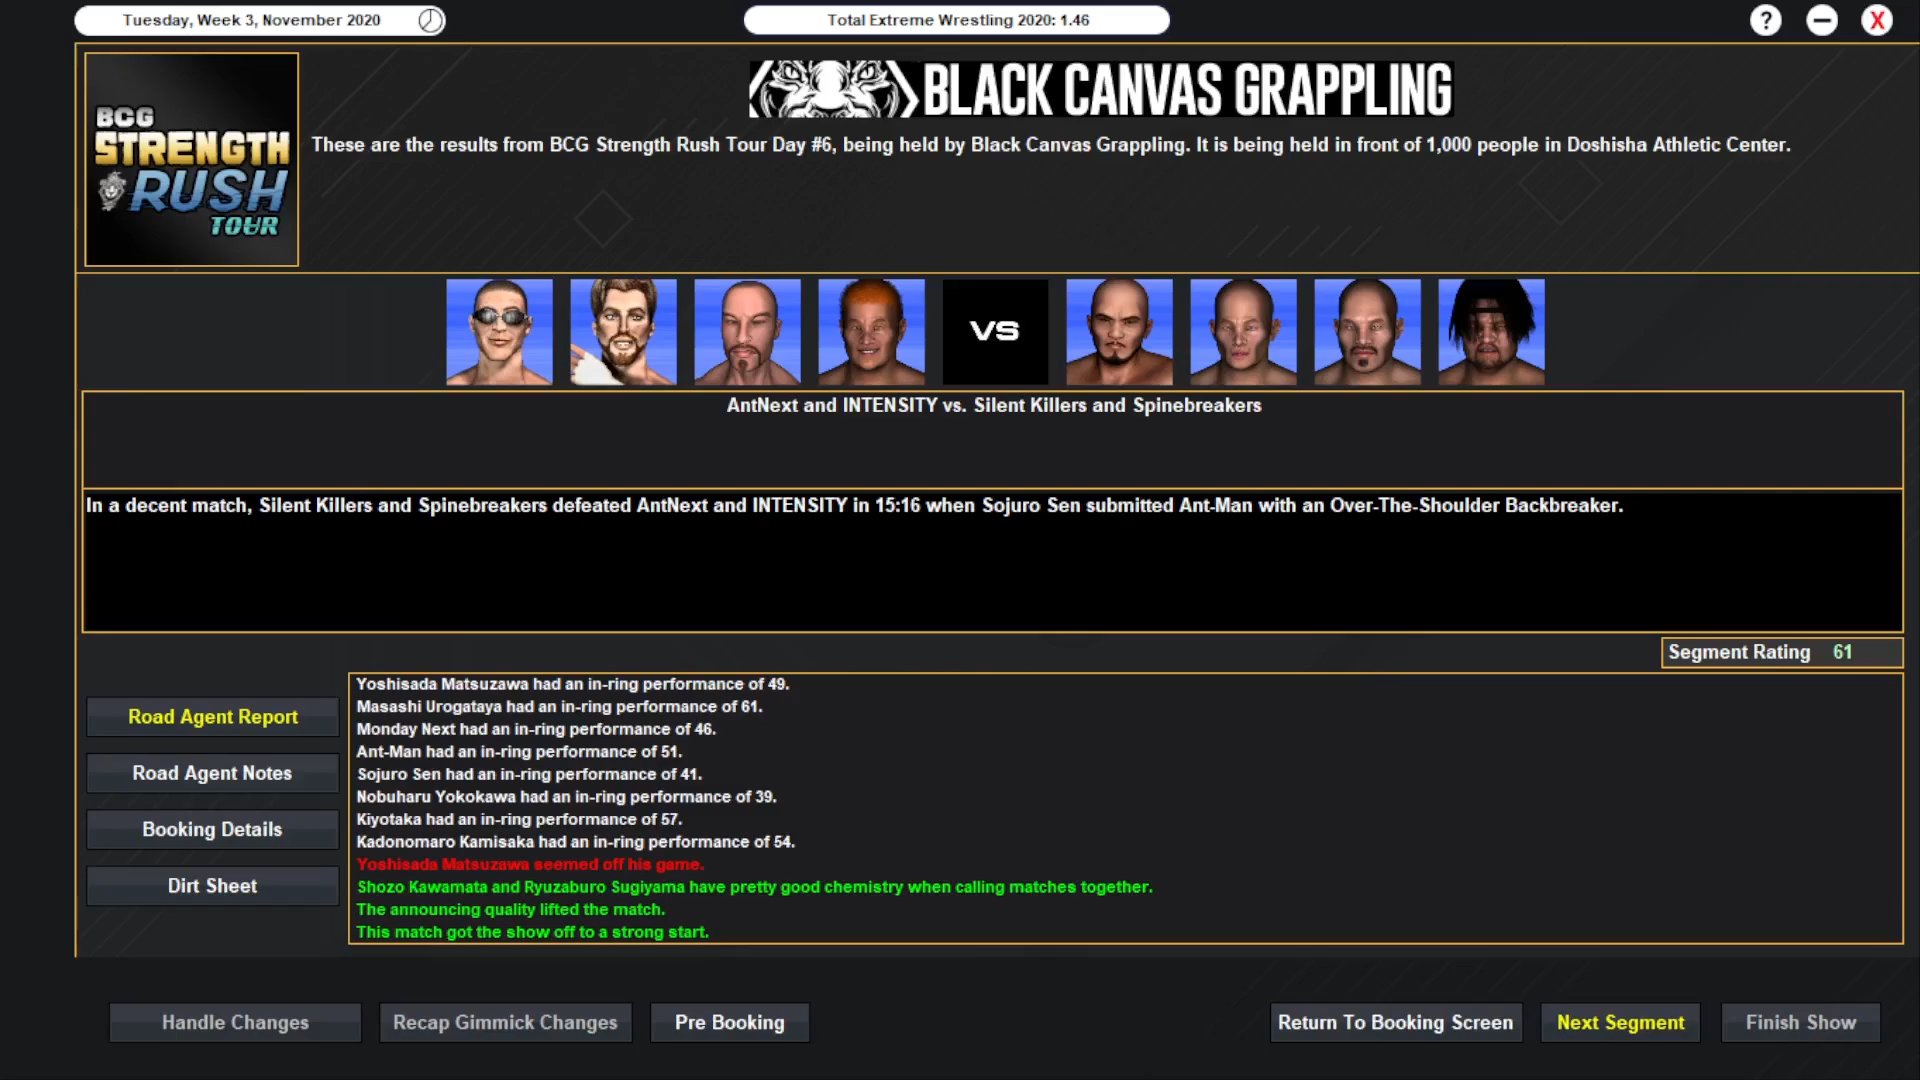 Tuesday, Week 3, November 2020
Total Extreme Wrestling 2020: 1.46
?
X
BCG
STRENGTH
RUSH
TOUR
BLACK CANVAS GRAPPLING
These are the results from BCG Strength Rush Tour Day #6, being held by Black Canvas Grappling. It is being held in front of 1,000 people in Doshisha Athletic Center.
VS
AntNext and INTENSITY vs. Silent Killers and Spinebreakers
In a decent match, Silent Killers and Spinebreakers defeated AntNext and INTENSITY in 15:16 when Sojuro Sen submitted Ant-Man with an Over-The-Shoulder Backbreaker.
Segment Rating 61
Road Agent Report
Road Agent Notes
Booking Details
Dirt Sheet
Yoshisada Matsuzawa had an in-ring performance of 49.
Masashi Urogataya had an in-ring performance of 61.
Monday Next had an in-ring performance of 46.
Ant-Man had an in-ring performance of 51.
Sojuro Sen had an in-ring performance of 41.
Nobuharu Yokokawa had an in-ring performance of 39.
Kiyotaka had an in-ring performance of 57.
Kadonomaro Kamisaka had an in-ring performance of 54.
Yoshisada Matsuzawa seemed off his game.
Shozo Kawamata and Ryuzaburo Sugiyama have pretty good chemistry when calling matches together.
The announcing quality lifted the match.
This match got the show off to a strong start.
Handle Changes
Recap Gimmick Changes
Pre Booking
Return To Booking Screen
Next Segment
Finish Show